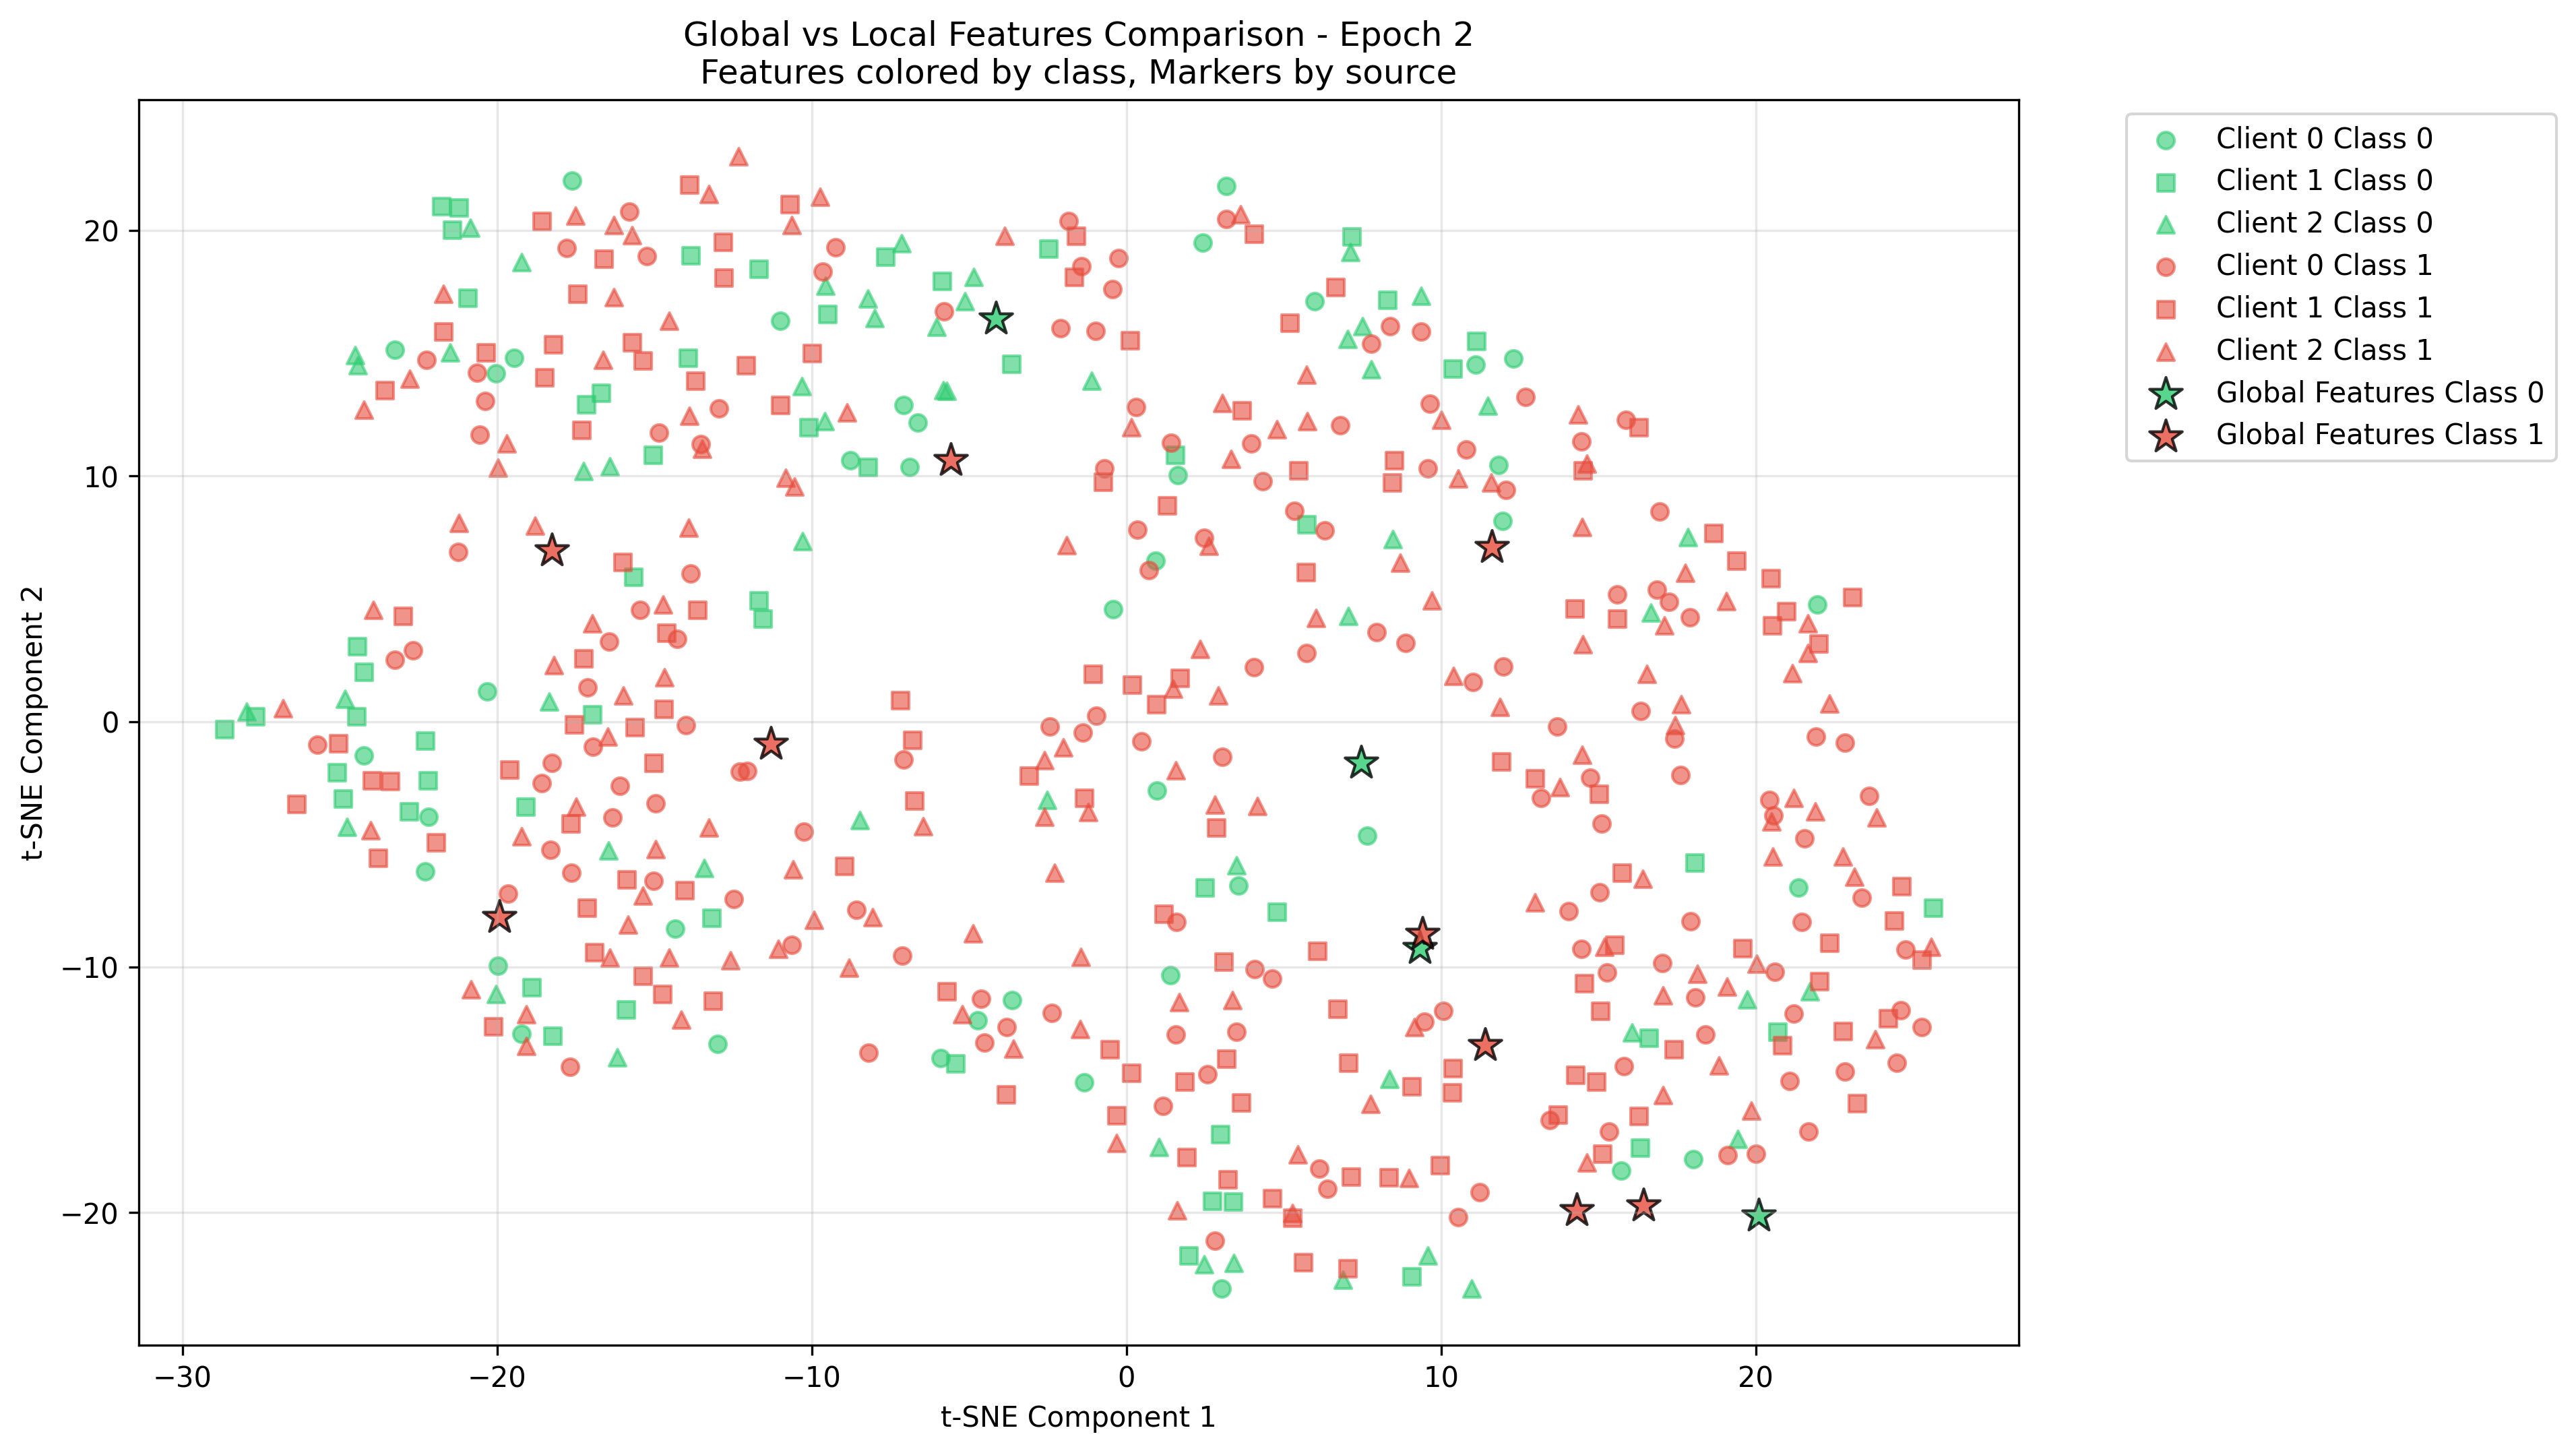 Global vs Local Features Comparison - Epoch 2
Features colored by class, Markers by source
20
10
0
−10
−20
t-SNE Component 2
−30
−20
−10
0
10
20
t-SNE Component 1
Client 0 Class 0
Client 1 Class 0
Client 2 Class 0
Client 0 Class 1
Client 1 Class 1
Client 2 Class 1
Global Features Class 0
Global Features Class 1